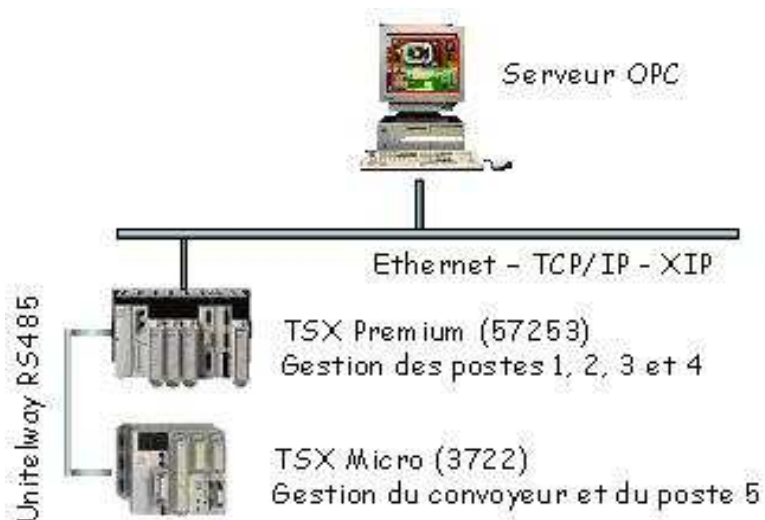 Serveur OPC
Ethernet - TCP/IP - XIP
TSX Premium (57253)
Gestion des postes 1, 2, 3 et 4
Unitelway RS485
TSX Micro (3722)
Gestion du convoyeur et du poste 5